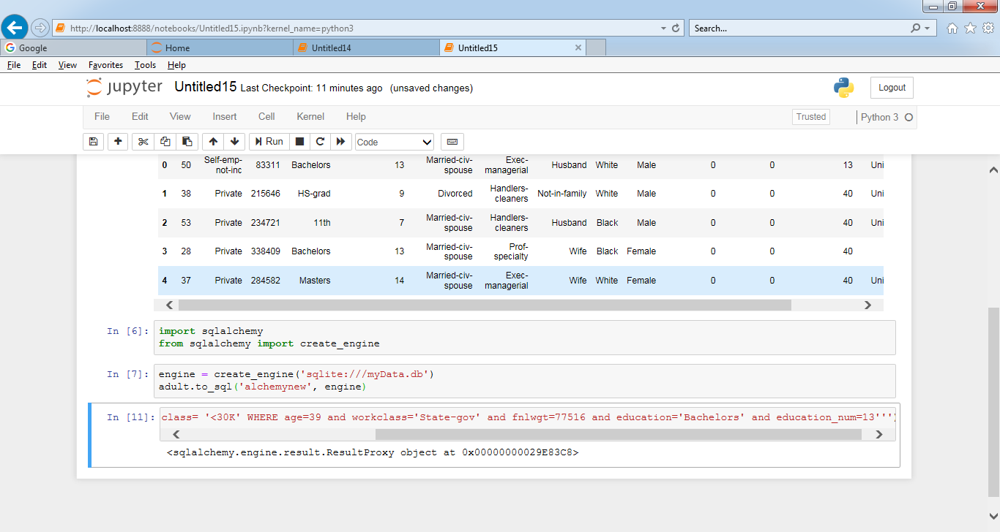 http://localhost:8888/notebooks/Untitled15.ipynb?kernel_name=python3
Search...
Google
Home
Untitled14
Untitled15
File Edit View Favorites Tools Help
jupyter Untitled15 Last Checkpoint: 11 minutes ago (unsaved changes)
Logout
File Edit View Insert Cell Kernel Help
Trusted
Python 3
Run
Code
0 50 Self-emp-not-inc 83311 Bachelors 13 Married-civ-spouse Exec-managerial Husband White Male 0 0 13 Uni
1 38 Private 215646 HS-grad 9 Divorced Handlers-cleaners Not-in-family White Male 0 0 40 Uni
2 53 Private 234721 11th 7 Married-civ-spouse Handlers-cleaners Husband Black Male 0 0 40 Uni
3 28 Private 338409 Bachelors 13 Married-civ-spouse Prof-specialty Wife Black Female 0 0 40
4 37 Private 284582 Masters 14 Married-civ-spouse Exec-managerial Wife White Female 0 0 40 Uni
In [6]: import sqlalchemy
from sqlalchemy import create_engine
In [7]: engine = create_engine('sqlite:///myData.db')
adult.to_sql('alchemynew', engine)
In [11]: class= '<30K' WHERE age=39 and workclass='State-gov' and fnlwgt=77516 and education='Bachelors' and education_num=13''')
<sqlalchemy.engine.result.ResultProxy object at 0x00000000029E83C8>